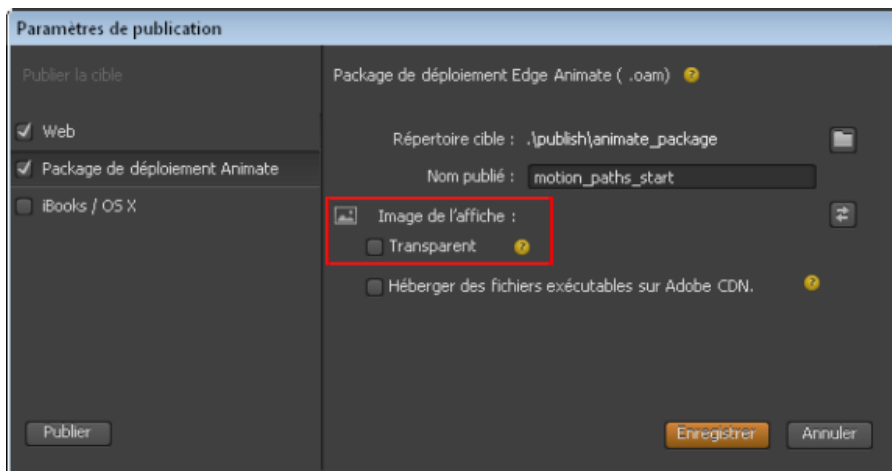 Paramètres de publication
Publier la cible
Web
Package de déploiement Animate
iBooks / OS X
Publier
Package de déploiement Edge Animate ( .oam) ?
Répertoire cible : .\publish\animate_package
Nom publié : motion_paths_start
Image de l'affiche :
Transparent ?
Héberger des fichiers exécutables sur Adobe CDN. ?
Enregistrer Annuler